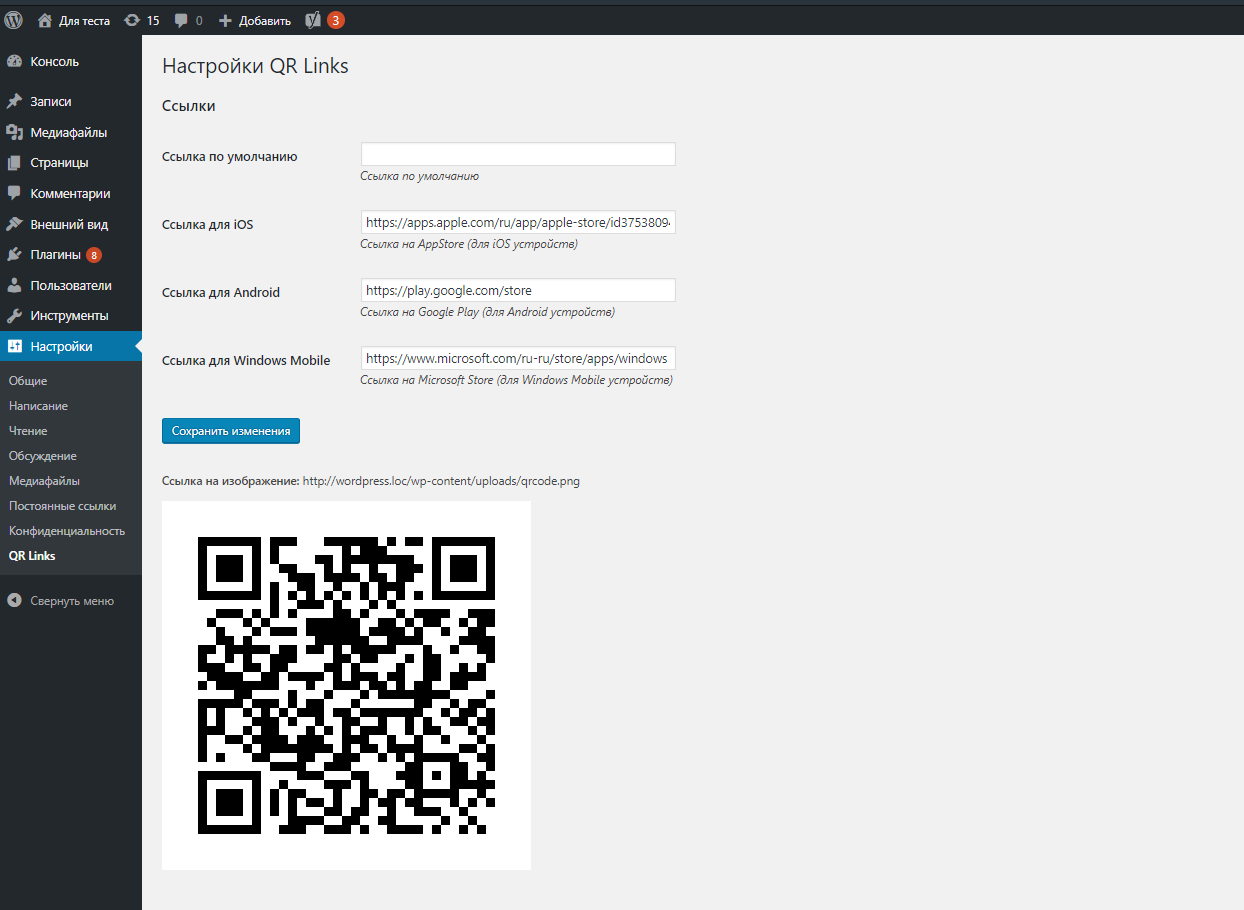 Для теста 15 0 Добавить 3
Консоль
Записи
Медиафайлы
Страницы
Комментарии
Внешний вид
Плагины 8
Пользователи
Инструменты
Настройки
Общие
Написание
Чтение
Обсуждение
Медиафайлы
Постоянные ссылки
Конфиденциальность
QR Links
Свернуть меню
Настройки QR Links
Ссылки
Ссылка по умолчанию
Ссылка по умолчанию
Ссылка для iOS https://apps.apple.com/ru/app/apple-store/id3753809
Ссылка на AppStore (для iOS устройств)
Ссылка для Android https://play.google.com/store
Ссылка на Google Play (для Android устройств)
Ссылка для Windows Mobile https://www.microsoft.com/ru-ru/store/apps/windows
Ссылка на Microsoft Store (для Windows Mobile устройств)
Сохранить изменения
Ссылка на изображение: http://wordpress.loc/wp-content/uploads/qrcode.png